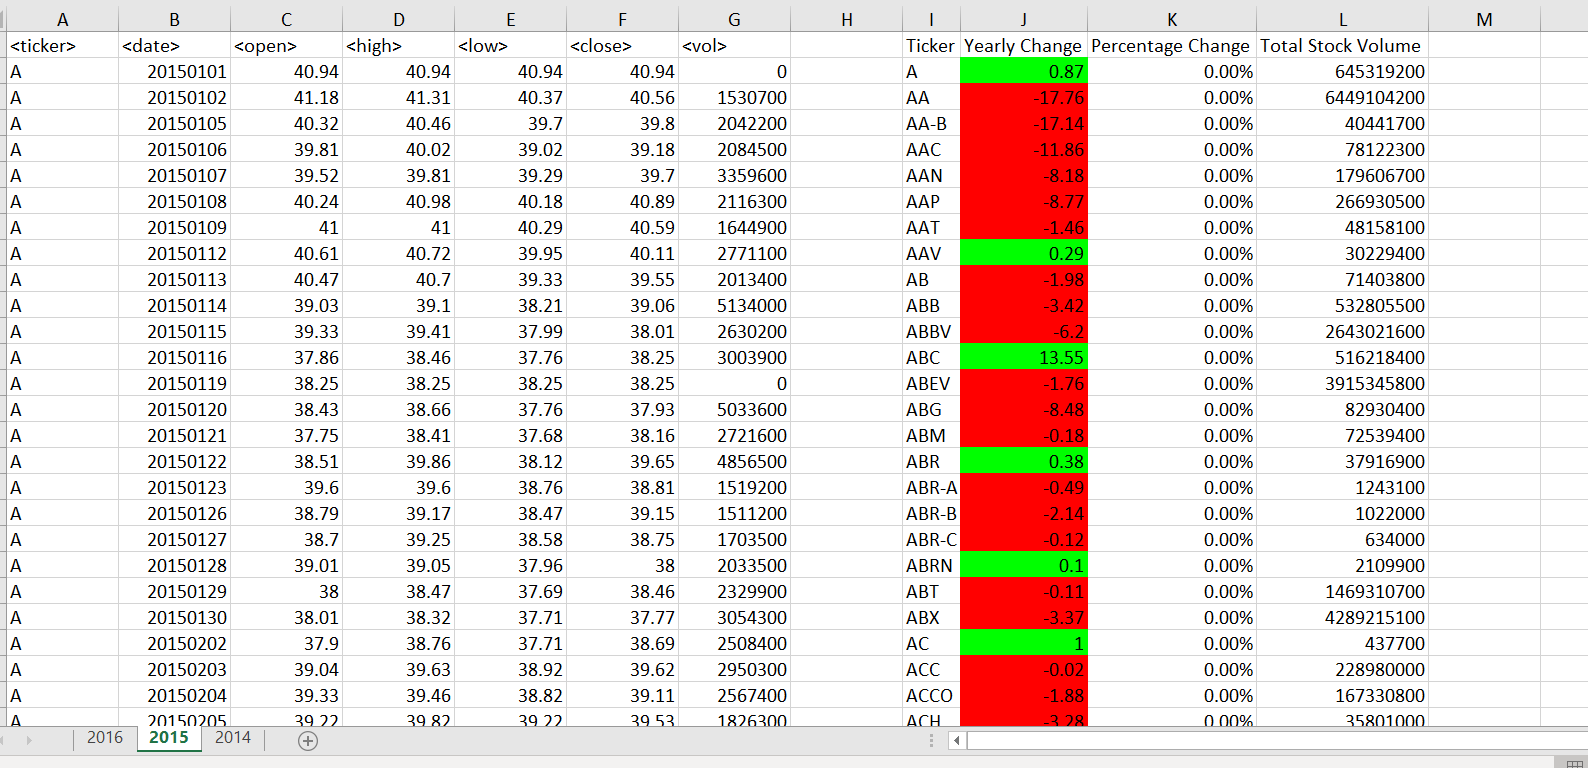 A B C D E F G H I J K L M
<ticker> <date> <open> <high> <low> <close> <vol> Ticker Yearly Change Percentage Change Total Stock Volume
A 20150101 40.94 40.94 40.94 40.94 0 A 0.87 0.00% 645319200
A 20150102 41.18 41.31 40.37 40.56 1530700 AA -17.76 0.00% 6449104200
A 20150105 40.32 40.46 39.7 39.8 2042200 AA-B -17.14 0.00% 40441700
A 20150106 39.81 40.02 39.02 39.18 2084500 AAC -11.86 0.00% 78122300
A 20150107 39.52 39.81 39.29 39.7 3359600 AAN -8.18 0.00% 179606700
A 20150108 40.24 40.98 40.18 40.89 2116300 AAP -8.77 0.00% 266930500
A 20150109 41 41 40.29 40.59 1644900 AAT -1.46 0.00% 48158100
A 20150112 40.61 40.72 39.95 40.11 2771100 AAV 0.29 0.00% 30229400
A 20150113 40.47 40.7 39.33 39.55 2013400 AB -1.98 0.00% 71403800
A 20150114 39.03 39.1 38.21 39.06 5134000 ABB -3.42 0.00% 532805500
A 20150115 39.33 39.41 37.99 38.01 2630200 ABBV -6.2 0.00% 2643021600
A 20150116 37.86 38.46 37.76 38.25 3003900 ABC 13.55 0.00% 516218400
A 20150119 38.25 38.25 38.25 38.25 0 ABEV -1.76 0.00% 3915345800
A 20150120 38.43 38.66 37.76 37.93 5033600 ABG -8.48 0.00% 82930400
A 20150121 37.75 38.41 37.68 38.16 2721600 ABM -0.18 0.00% 72539400
A 20150122 38.51 39.86 38.12 39.65 4856500 ABR 0.38 0.00% 37916900
A 20150123 39.6 39.6 38.76 38.81 1519200 ABR-A -0.49 0.00% 1243100
A 20150126 38.79 39.17 38.47 39.15 1511200 ABR-B -2.14 0.00% 1022000
A 20150127 38.7 39.25 38.58 38.75 1703500 ABR-C -0.12 0.00% 634000
A 20150128 39.01 39.05 37.96 38 2033500 ABRN 0.1 0.00% 2109900
A 20150129 38 38.47 37.69 38.46 2329900 ABT -0.11 0.00% 1469310700
A 20150130 38.01 38.32 37.71 37.77 3054300 ABX -3.37 0.00% 4289215100
A 20150202 37.9 38.76 37.71 38.69 2508400 AC 1 0.00% 437700
A 20150203 39.04 39.63 38.92 39.62 2950300 ACC -0.02 0.00% 228980000
A 20150204 39.33 39.46 38.82 39.11 2567400 ACCO -1.88 0.00% 167330800
A 20150205 39.22 39.82 39.22 39.53 1826300 ACH -3.28 0.00% 35801000
2016 2015 2014